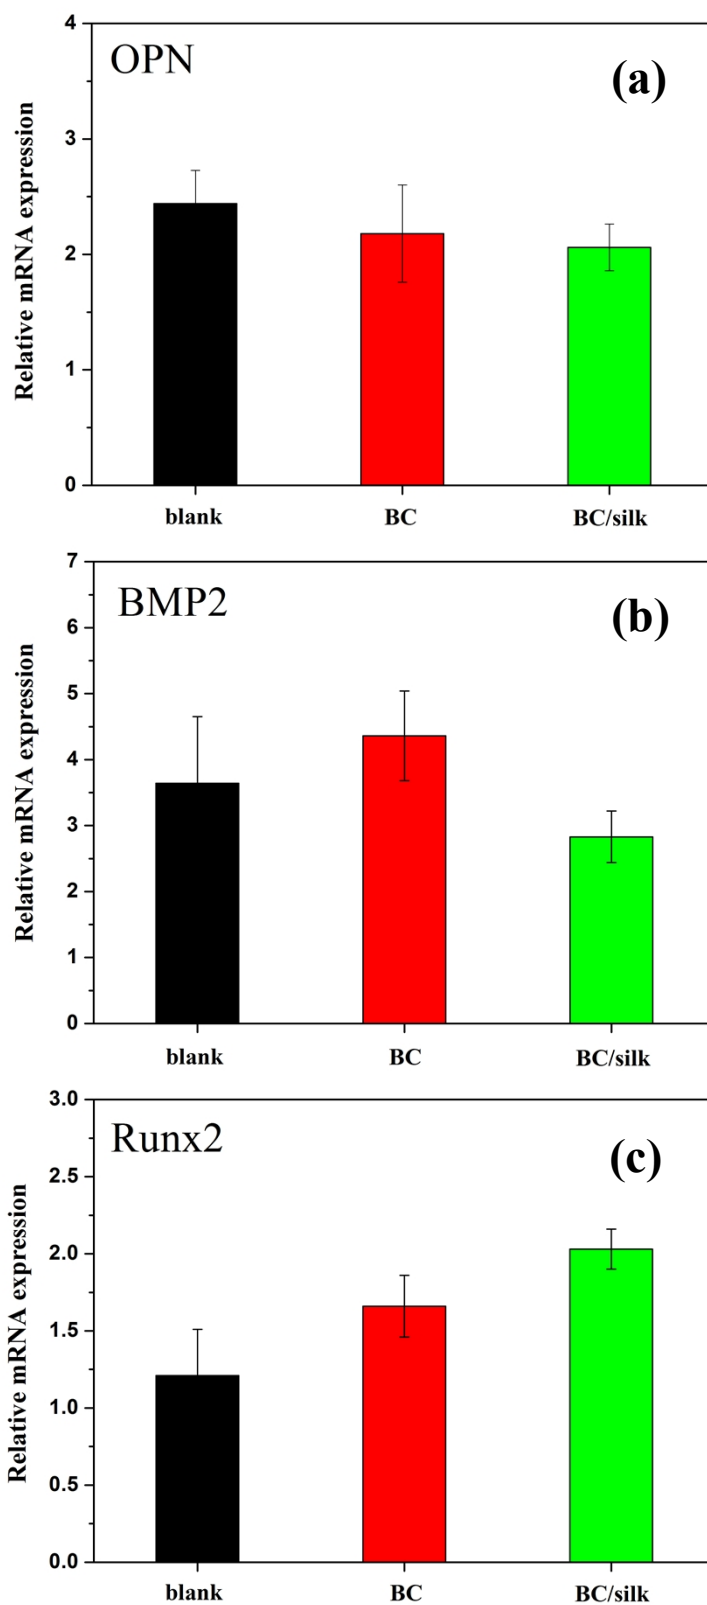 OPN
(a)
Relative mRNA expression
4
3
2
1
0
blank BC BC/silk
BMP2
(b)
Relative mRNA expression
7
6
5
4
3
2
1
0
blank BC BC/silk
Runx2
(c)
Relative mRNA expression
3.0
2.5
2.0
1.5
1.0
0.5
0.0
blank BC BC/silk